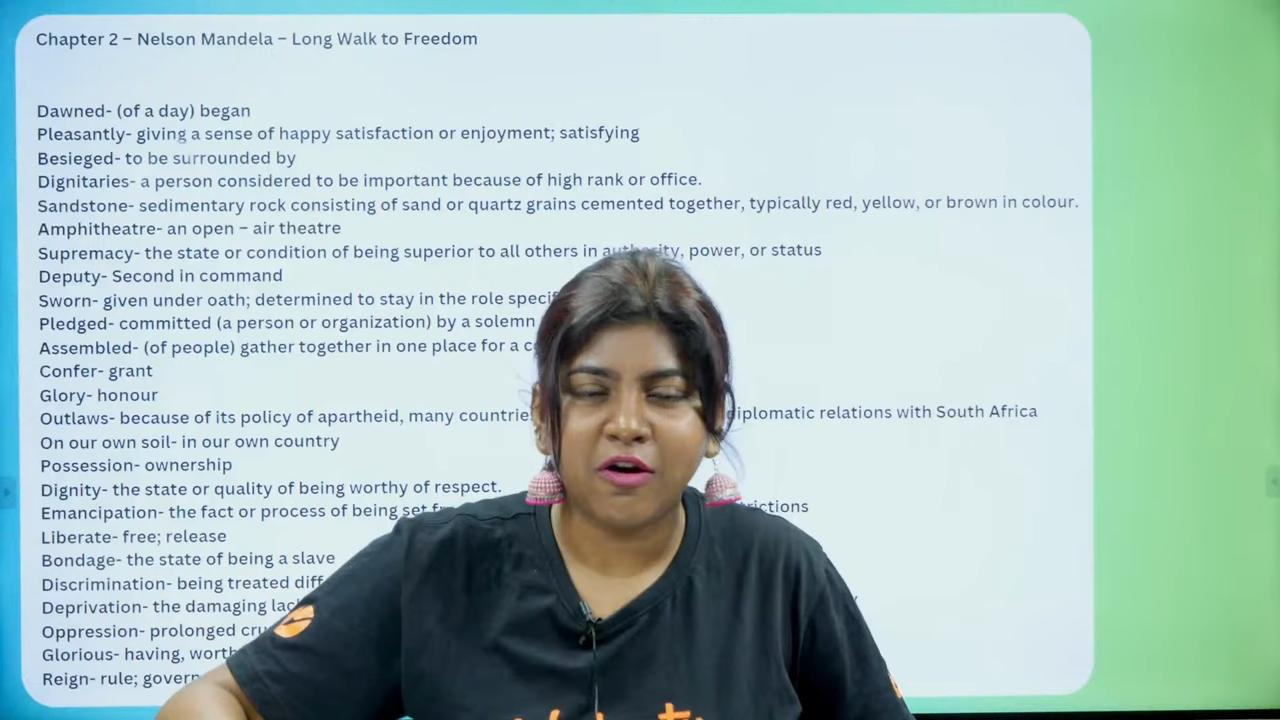 Chapter 2 – Nelson Mandela – Long Walk to Freedom
Dawned- (of a day) began
Pleasantly- giving a sense of happy satisfaction or enjoyment; satisfying
Besieged- to be surrounded by
Dignitaries- a person considered to be important because of high rank or office.
Sandstone- sedimentary rock consisting of sand or quartz grains cemented together, typically red, yellow, or brown in colour.
Amphitheatre- an open – air theatre
Supremacy- the state or condition of being superior to all others in authority, power, or status
Deputy- Second in command
Sworn- given under oath; determined to stay in the role
Pledged- committed (a person or organization) by a solemn
Assembled- (of people) gather together in one place for a
Confer- grant
Glory- honour
Outlaws- because of its policy of apartheid, many diplomatic relations with South Africa
On our own soil- in our own country
Possession- ownership
Dignity- the state or quality of being worthy of respect.
Emancipation- the fact or process of being set
Liberate- free; release
Bondage- the state of being a slave
Discrimination- being treated
Deprivation- the damaging
Oppression- prolonged
Glorious- having,
Reign- rule;